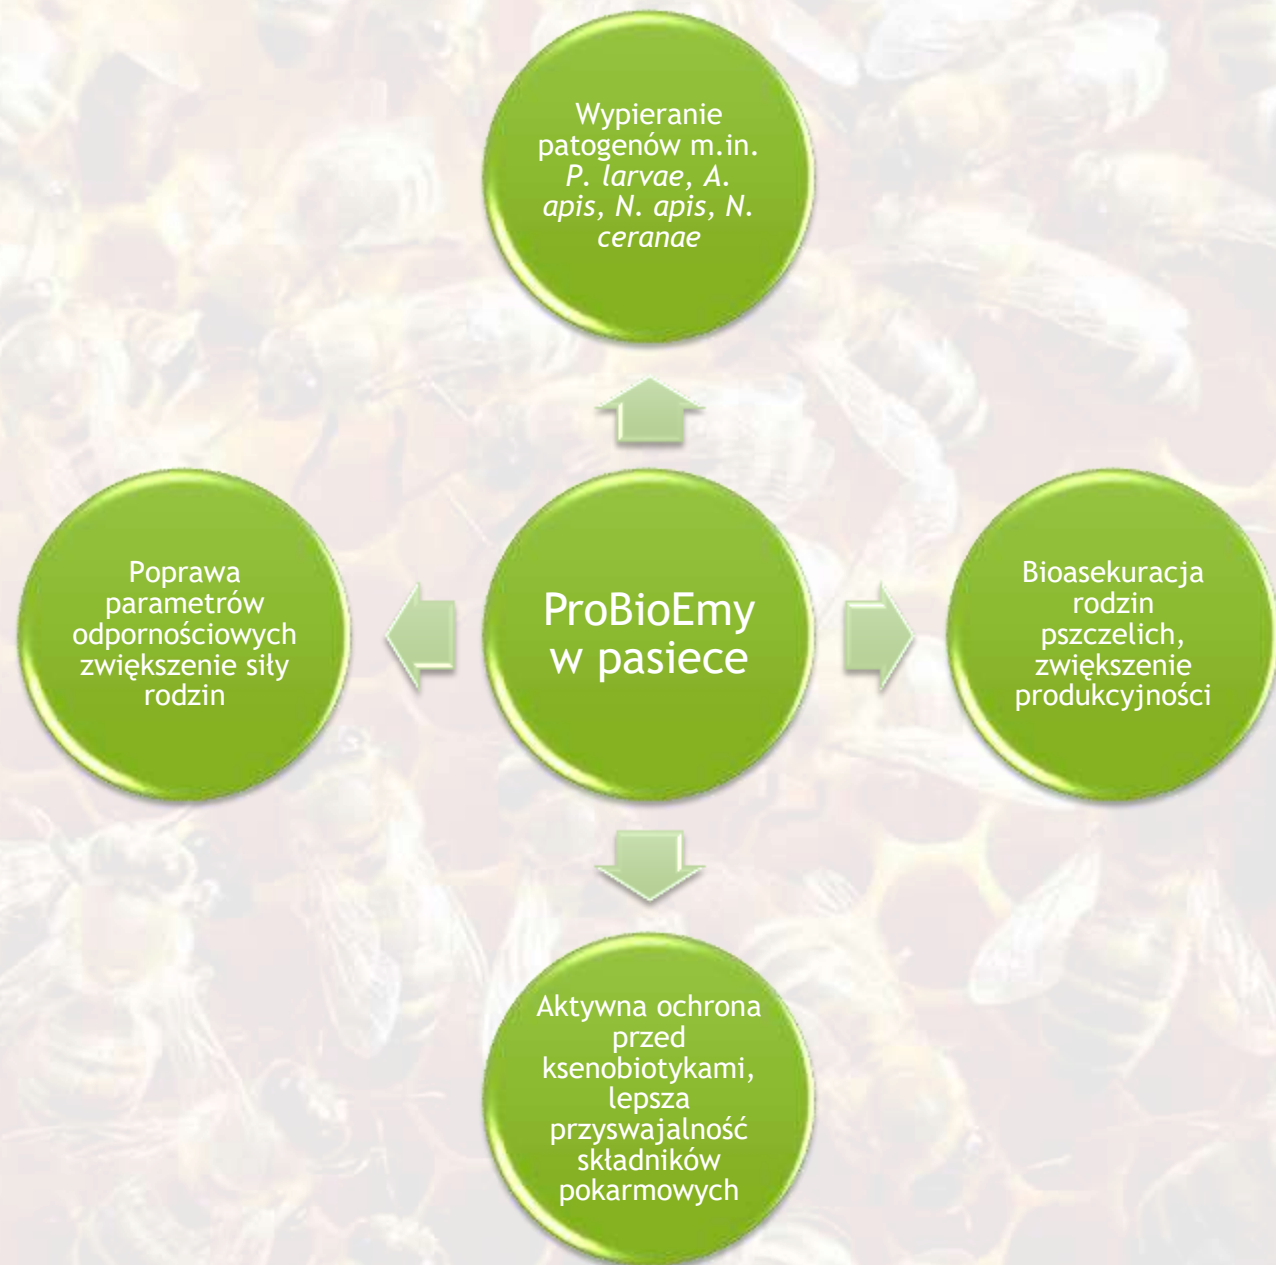 Wypieranie
patogenów m.in.
P. larvae, A.
apis, N. apis, N.
ceranae
Poprawa
parametrów
odpornościowych
zwiększenie siły
rodzin
ProBioEmy
w pasiece
Bioasekuracja
rodzin
pszczelich,
zwiększenie
produkcyjności
Aktywna ochrona
przed
ksenobiotykami,
lepsza
przyswajalność
składników
pokarmowych